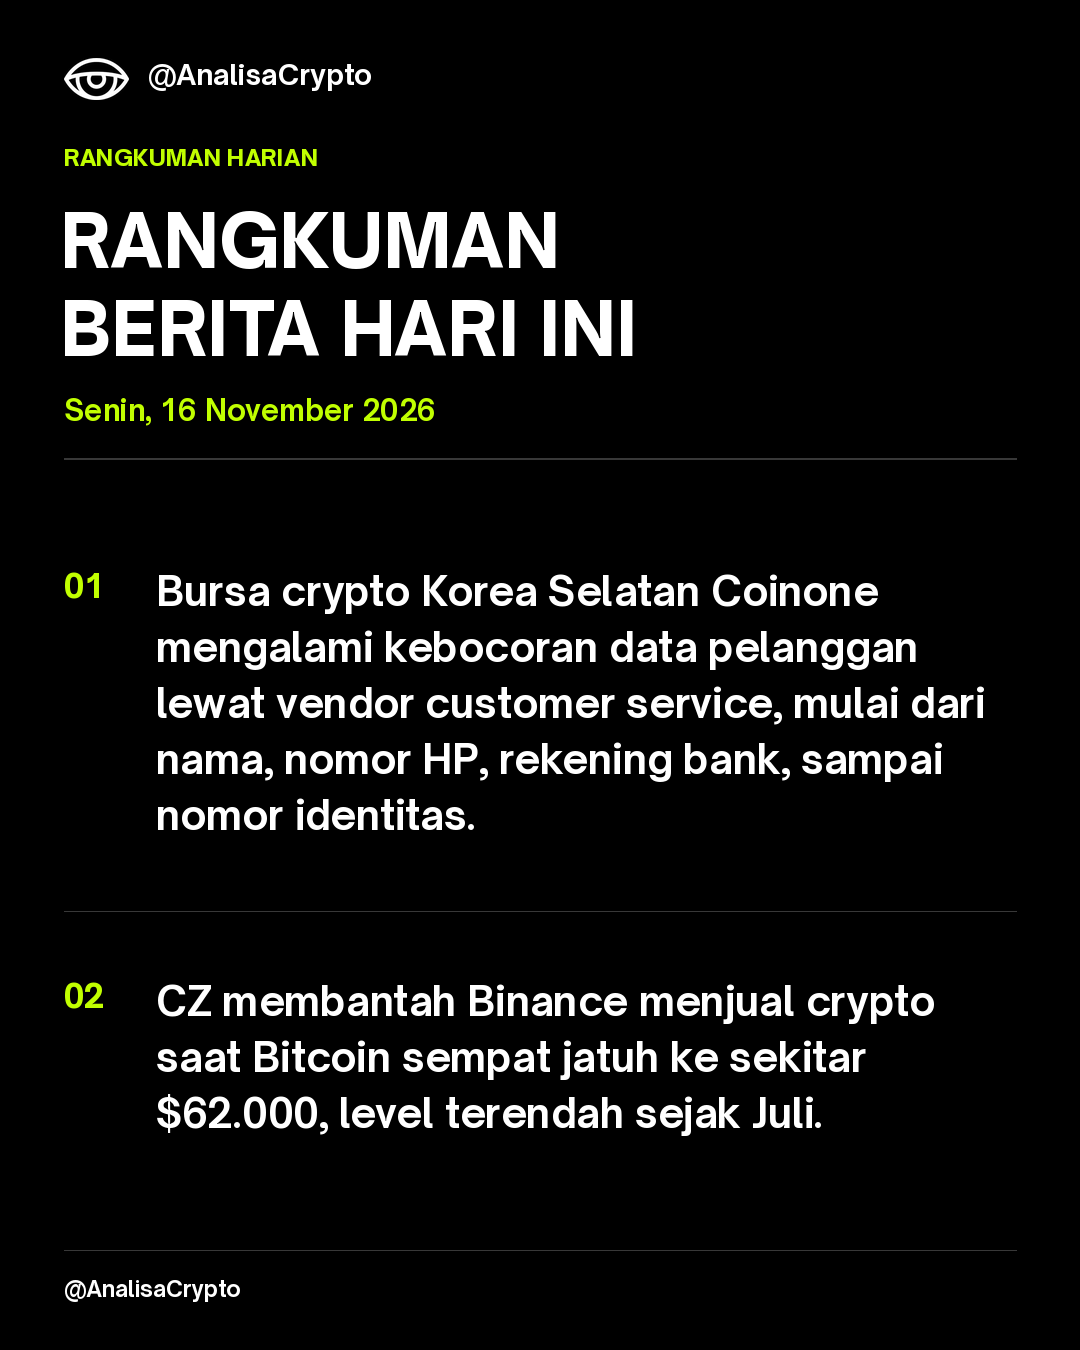 @AnalisaCrypto
RANGKUMAN HARIAN
RANGKUMAN
BERITA HARI INI
Senin, 16 November 2026
01
Bursa crypto Korea Selatan Coinone
mengalami kebocoran data pelanggan
lewat vendor customer service, mulai dari
nama, nomor HP, rekening bank, sampai
nomor identitas.
02
CZ membantah Binance menjual crypto
saat Bitcoin sempat jatuh ke sekitar
$62.000, level terendah sejak Juli.
@AnalisaCrypto